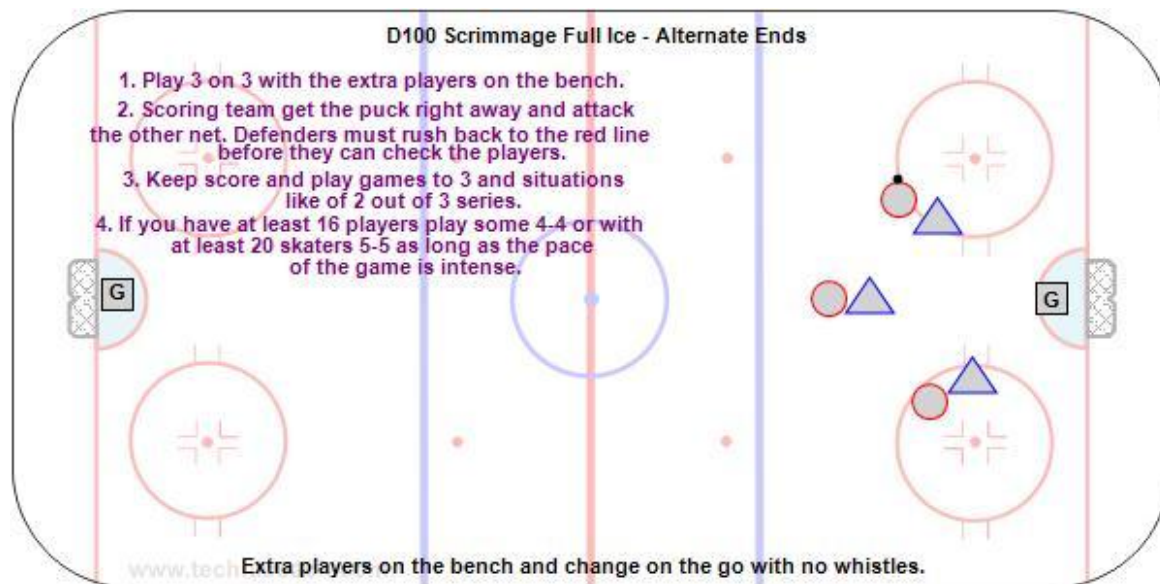 D100 Scrimmage Full Ice - Alternate Ends
1. Play 3 on 3 with the extra players on the bench.
2. Scoring team get the puck right away and attack
the other net. Defenders must rush back to the red line
before they can check the players.
3. Keep score and play games to 3 and situations
like of 2 out of 3 series.
4. If you have at least 16 players play some 4-4 or with
at least 20 skaters 5-5 as long as the pace
of the game is intense.
G
G
Extra players on the bench and change on the go with no whistles.